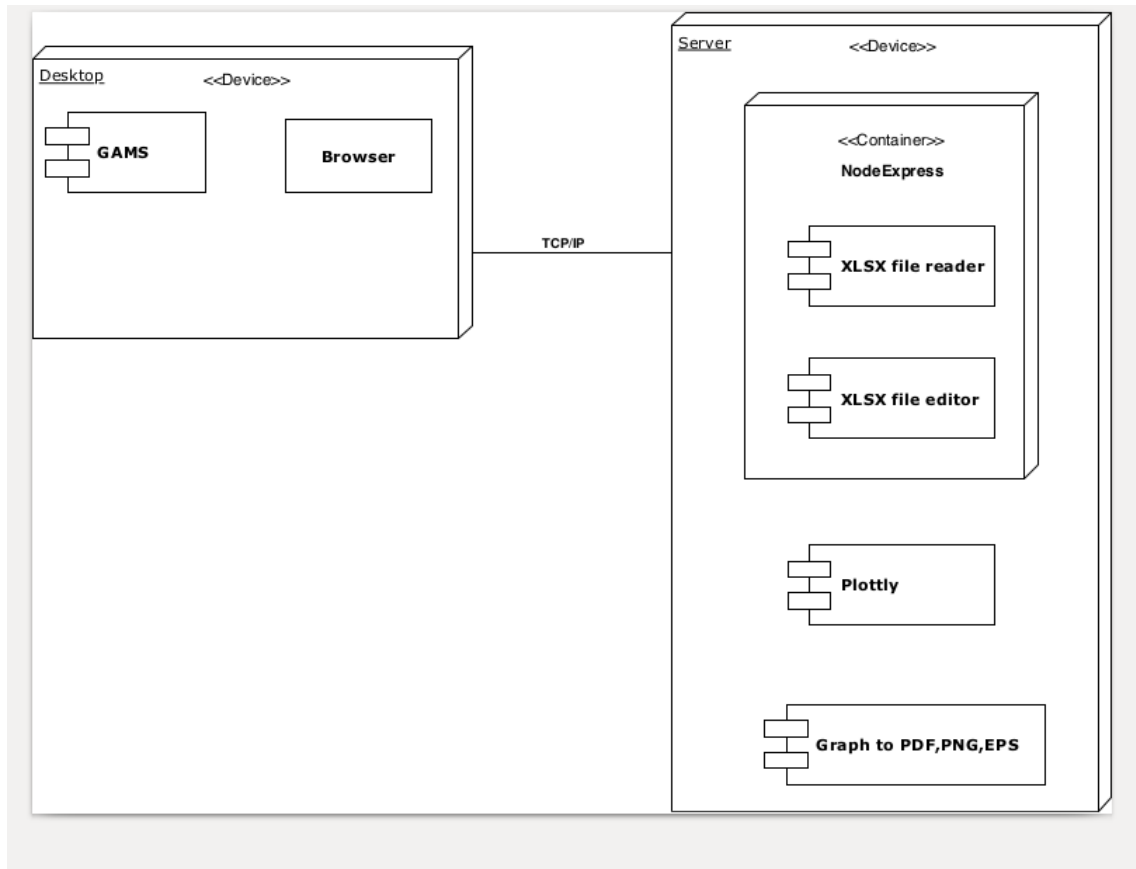 Desktop
<<Device>>
GAMS
Browser
TCP/IP
Server
<<Device>>
<<Container>>
NodeExpress
XLSX file reader
XLSX file editor
Plottly
Graph to PDF,PNG,EPS